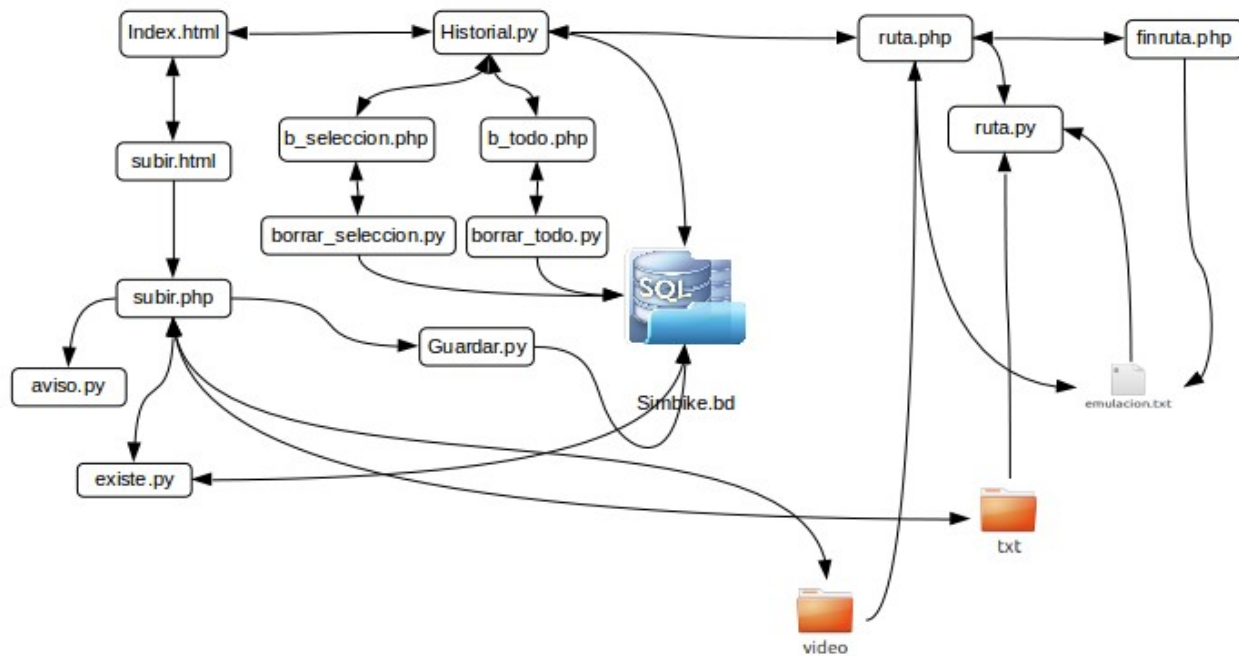 Index.html
Historial.py
ruta.php
finruta.php
ruta.py
b_seleccion.php
b_todo.php
subir.html
borrar_seleccion.py
borrar_todo.py
SQL
subir.php
Guardar.py
aviso.py
Simbike.bd
emulacion.txt
existe.py
txt
video